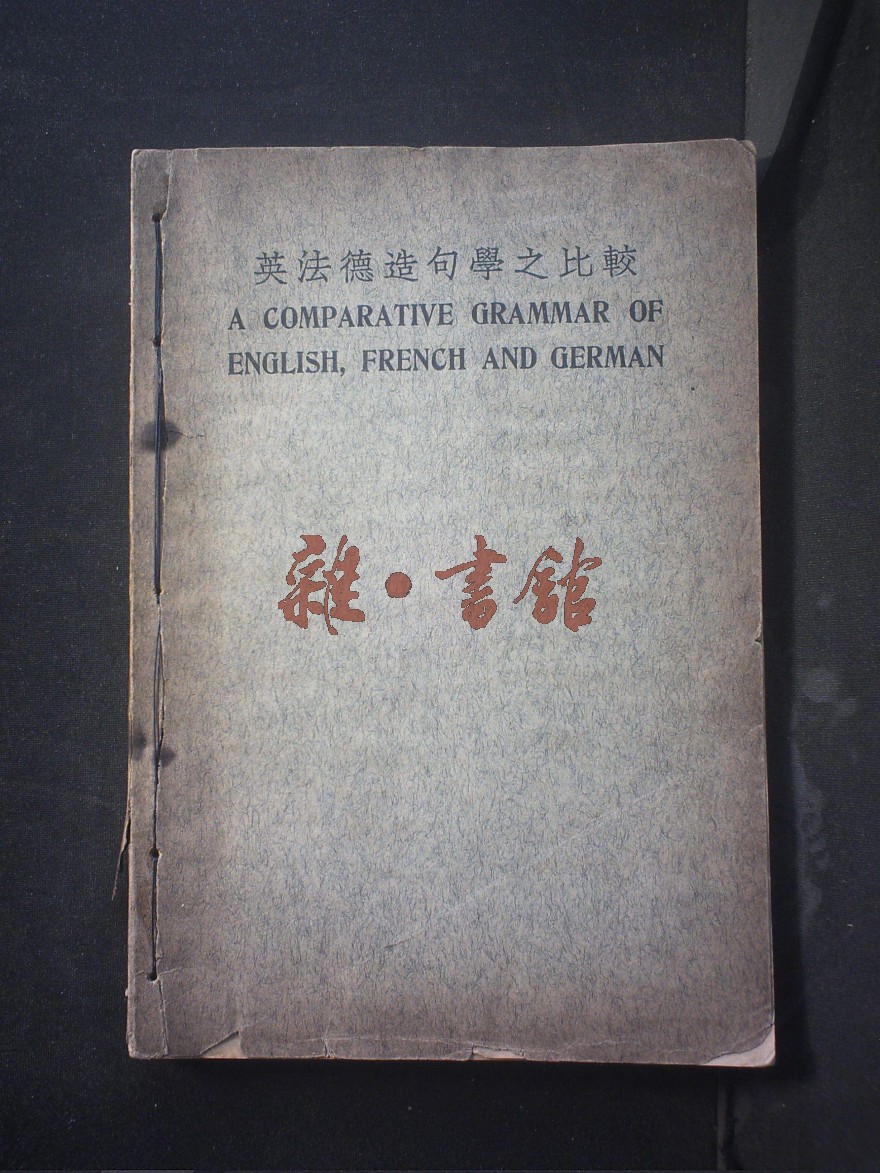 英法德造句學之比較
A COMPARATIVE GRAMMAR OF
ENGLISH, FRENCH AND GERMAN
雜·書館